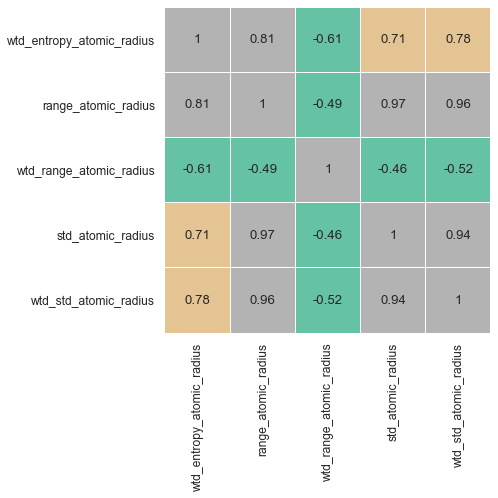 wtd_entropy_atomic_radius 1 0.81 -0.61 0.71 0.78
range_atomic_radius 0.81 1 -0.49 0.97 0.96
wtd_range_atomic_radius -0.61 -0.49 1 -0.46 -0.52
std_atomic_radius 0.71 0.97 -0.46 1 0.94
wtd_std_atomic_radius 0.78 0.96 -0.52 0.94 1
wtd_entropy_atomic_radius
range_atomic_radius
wtd_range_atomic_radius
std_atomic_radius
wtd_std_atomic_radius